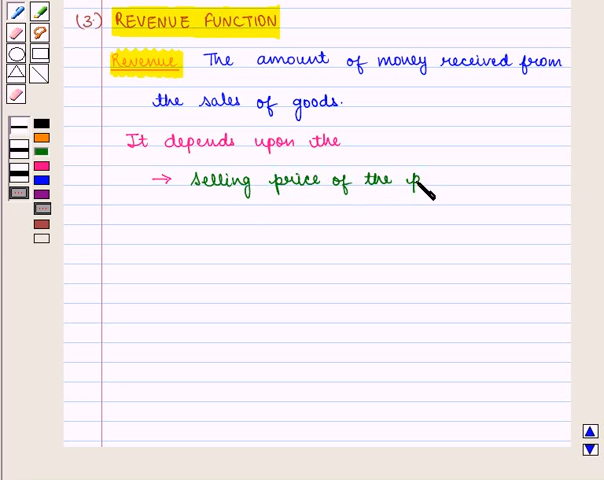 (3.) REVENUE FUNCTION
Revenue The amount of money received from
the sales of goods.
It depends upon the
→ Selling price of the p